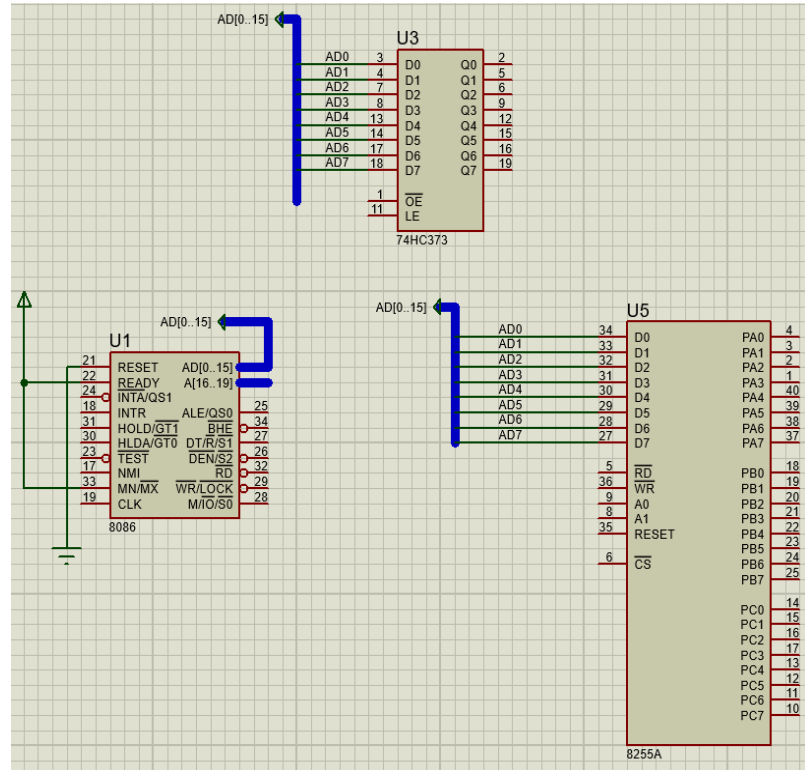 AD[0..15]
U3
AD0 3 D0 Q0 2
AD1 4 D1 Q1 5
AD2 7 D2 Q2 6
AD3 8 D3 Q3 9
AD4 13 D4 Q4 12
AD5 14 D5 Q5 15
AD6 17 D6 Q6 16
AD7 18 D7 Q7 19
1 OE
11 LE
74HC373
AD[0..15]
U1
21 RESET AD[0..15]
22 READY A[16..19]
24 INTA/QS1
18 INTR ALE/QS0 25
31 HOLD/GT1 BHE 34
30 HLDA/GT0 DT/R/S1 27
23 TEST DEN/S2 26
17 NMI RD 32
33 MN/MX WR/LOCK 29
19 CLK M/IO/S0 28
8086
AD[0..15]
U5
AD0 34 D0 PA0 4
AD1 33 D1 PA1 3
AD2 32 D2 PA2 2
AD3 31 D3 PA3 1
AD4 30 D4 PA4 40
AD5 29 D5 PA5 39
AD6 28 D6 PA6 38
AD7 27 D7 PA7 37
5 RD PB0 18
36 WR PB1 19
9 A0 PB2 20
8 A1 PB3 21
35 RESET PB4 22
PB5 23
6 CS PB6 24
PB7 25
PC0 14
PC1 15
PC2 16
PC3 17
PC4 13
PC5 12
PC6 11
PC7 10
8255A